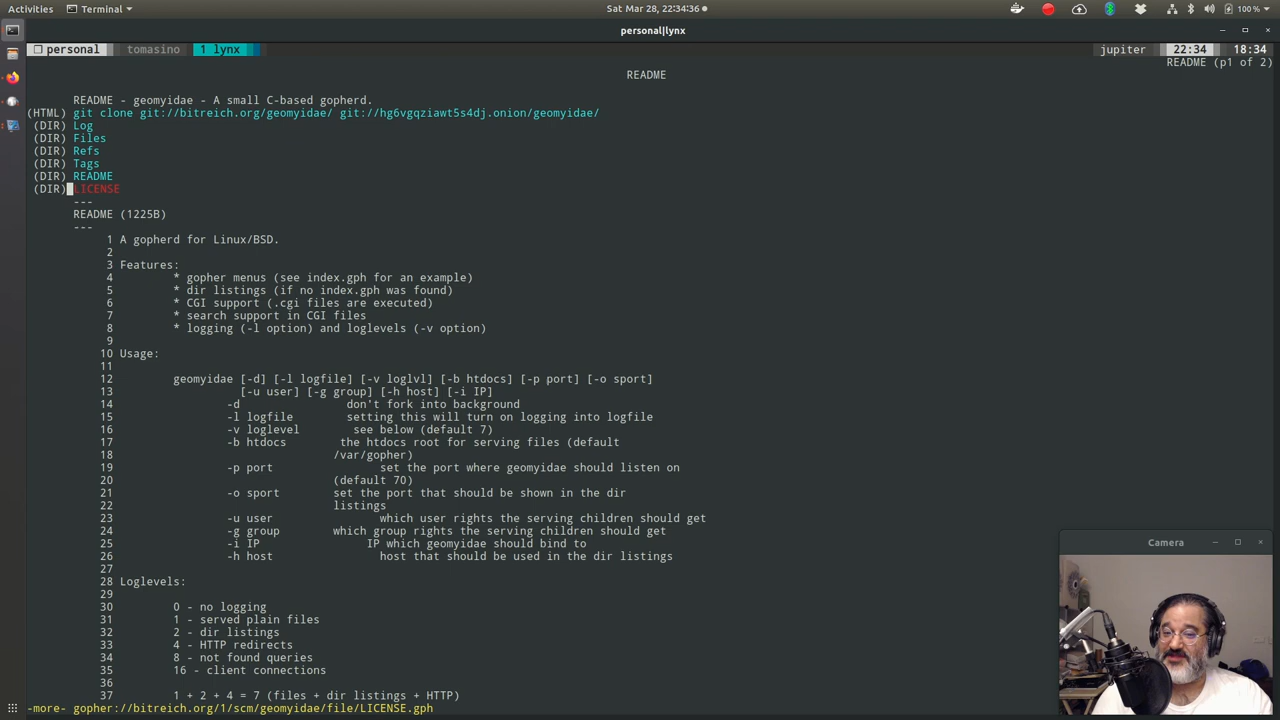 Activities Terminal Sat Mar 28, 22:34:36 100 %
personal|lynx
personal tomasino 1 lynx jupiter 22:34 18:34
README (p1 of 2)
README
README - geomyidae - A small C-based gopherd.
(HTML) git clone git://bitreich.org/geomyidae/ git://hg6vgqziawt5s4dj.onion/geomyidae/
(DIR) Log
(DIR) Files
(DIR) Refs
(DIR) Tags
(DIR) README
(DIR) LICENSE
---
README (1225B)
---
1 A gopherd for Linux/BSD.
2
3 Features:
4 * gopher menus (see index.gph for an example)
5 * dir listings (if no index.gph was found)
6 * CGI support (.cgi files are executed)
7 * search support in CGI files
8 * logging (-l option) and loglevels (-v option)
9
10 Usage:
11
12 geomyidae [-d] [-l logfile] [-v loglvl] [-b htdocs] [-p port] [-o sport]
13 [-u user] [-g group] [-h host] [-i IP]
14 -d don't fork into background
15 -l logfile setting this will turn on logging into logfile
16 -v loglevel see below (default 7)
17 -b htdocs the htdocs root for serving files (default
18 /var/gopher)
19 -p port set the port where geomyidae should listen on
20 (default 70)
21 -o sport set the port that should be shown in the dir
22 listings
23 -u user which user rights the serving children should get
24 -g group which group rights the serving children should get
25 -i IP IP which geomyidae should bind to
26 -h host host that should be used in the dir listings
27
28 Loglevels:
29
30 0 - no logging
31 1 - served plain files
32 2 - dir listings
33 4 - HTTP redirects
34 8 - not found queries
35 16 - client connections
36
37 1 + 2 + 4 = 7 (files + dir listings + HTTP)
-more- gopher://bitreich.org/1/scm/geomyidae/file/LICENSE.gph
Camera